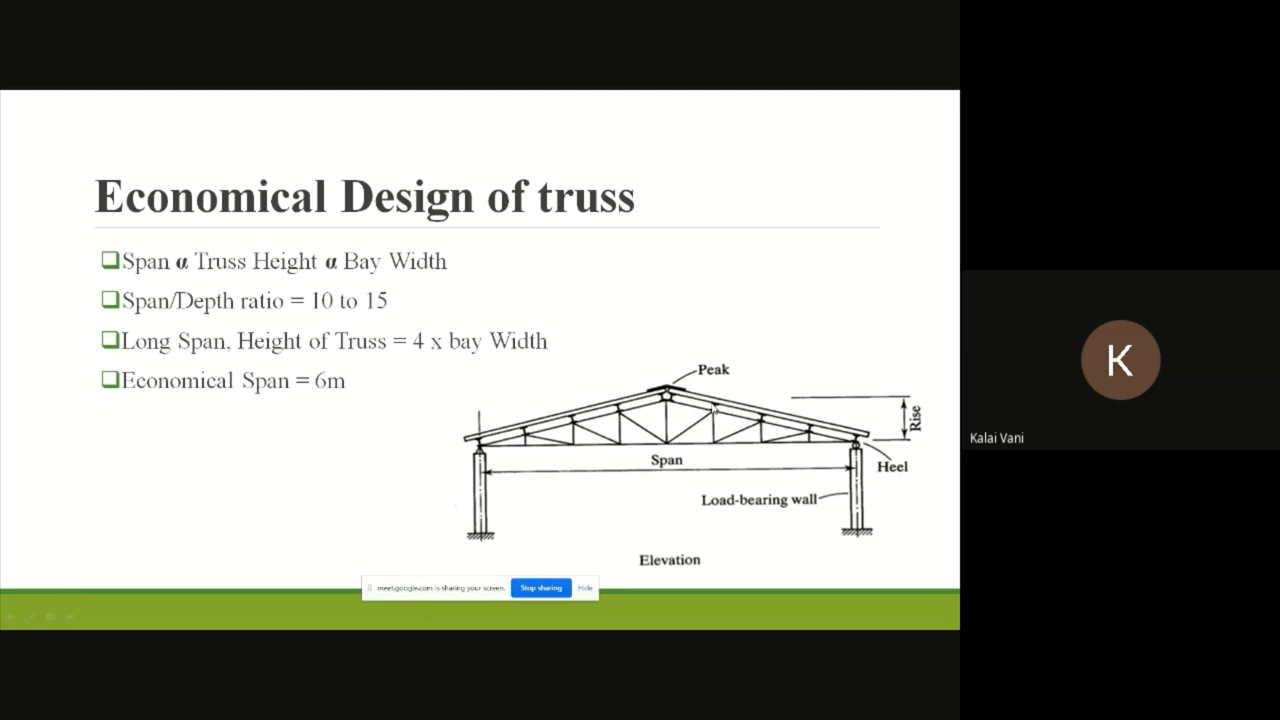 Economical Design of truss
Span α Truss Height α Bay Width
Span/Depth ratio = 10 to 15
Long Span, Height of Truss = 4 x bay Width
Economical Span = 6m
Peak
Rise
Span
Heel
Load-bearing wall
Elevation
meet.google.com is sharing your screen. Stop sharing Hide
K
Kalai Vani